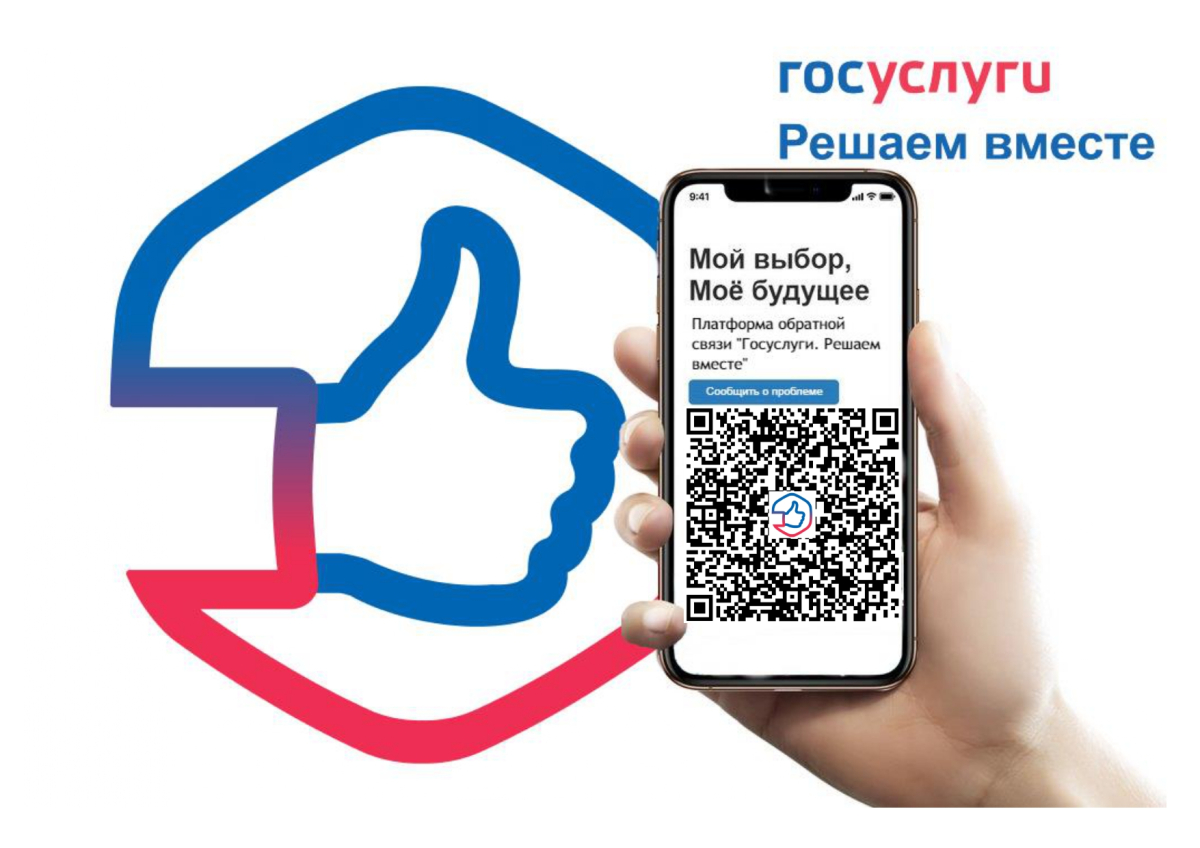 госуслуги
Решаем вместе
9:41
Мой выбор,
Моё будущее
Платформа обратной
связи "Госуслуги. Решаем
вместе"
Сообщить о проблеме